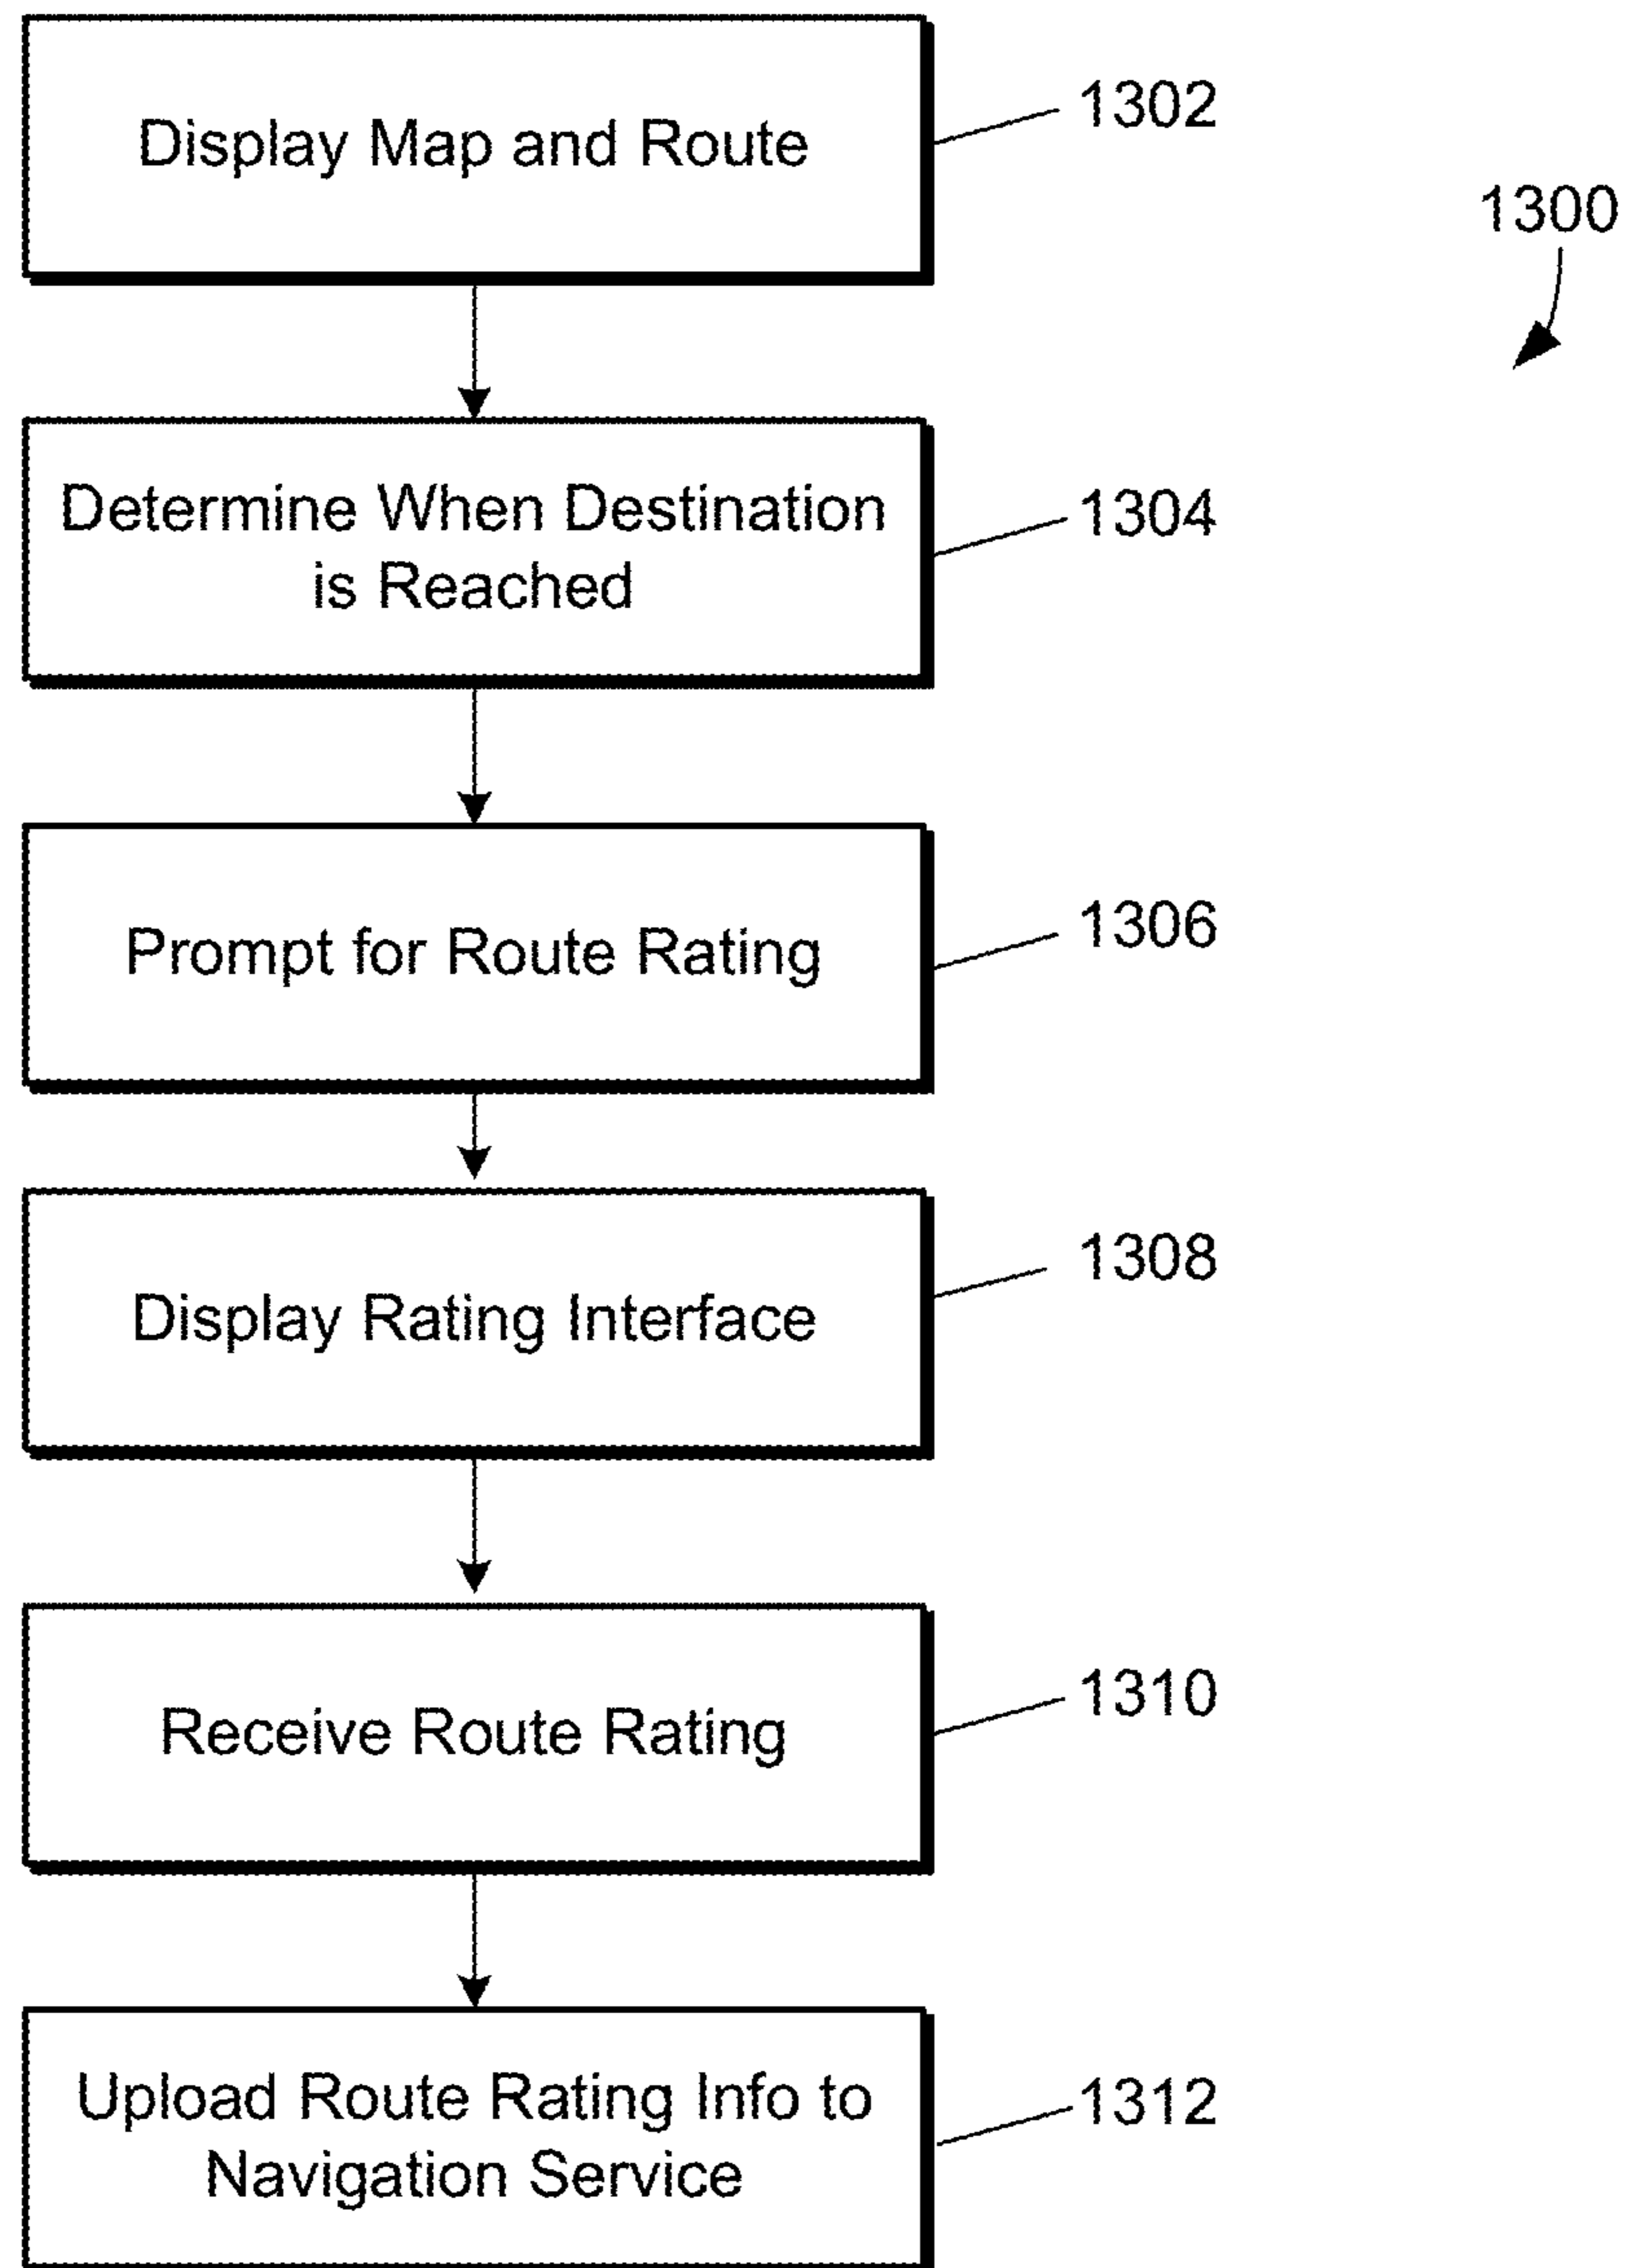 Display Map and Route
1302
1300
Determine When Destination
is Reached
1304
Prompt for Route Rating
1306
Display Rating Interface
1308
Receive Route Rating
1310
Upload Route Rating Info to
Navigation Service
1312